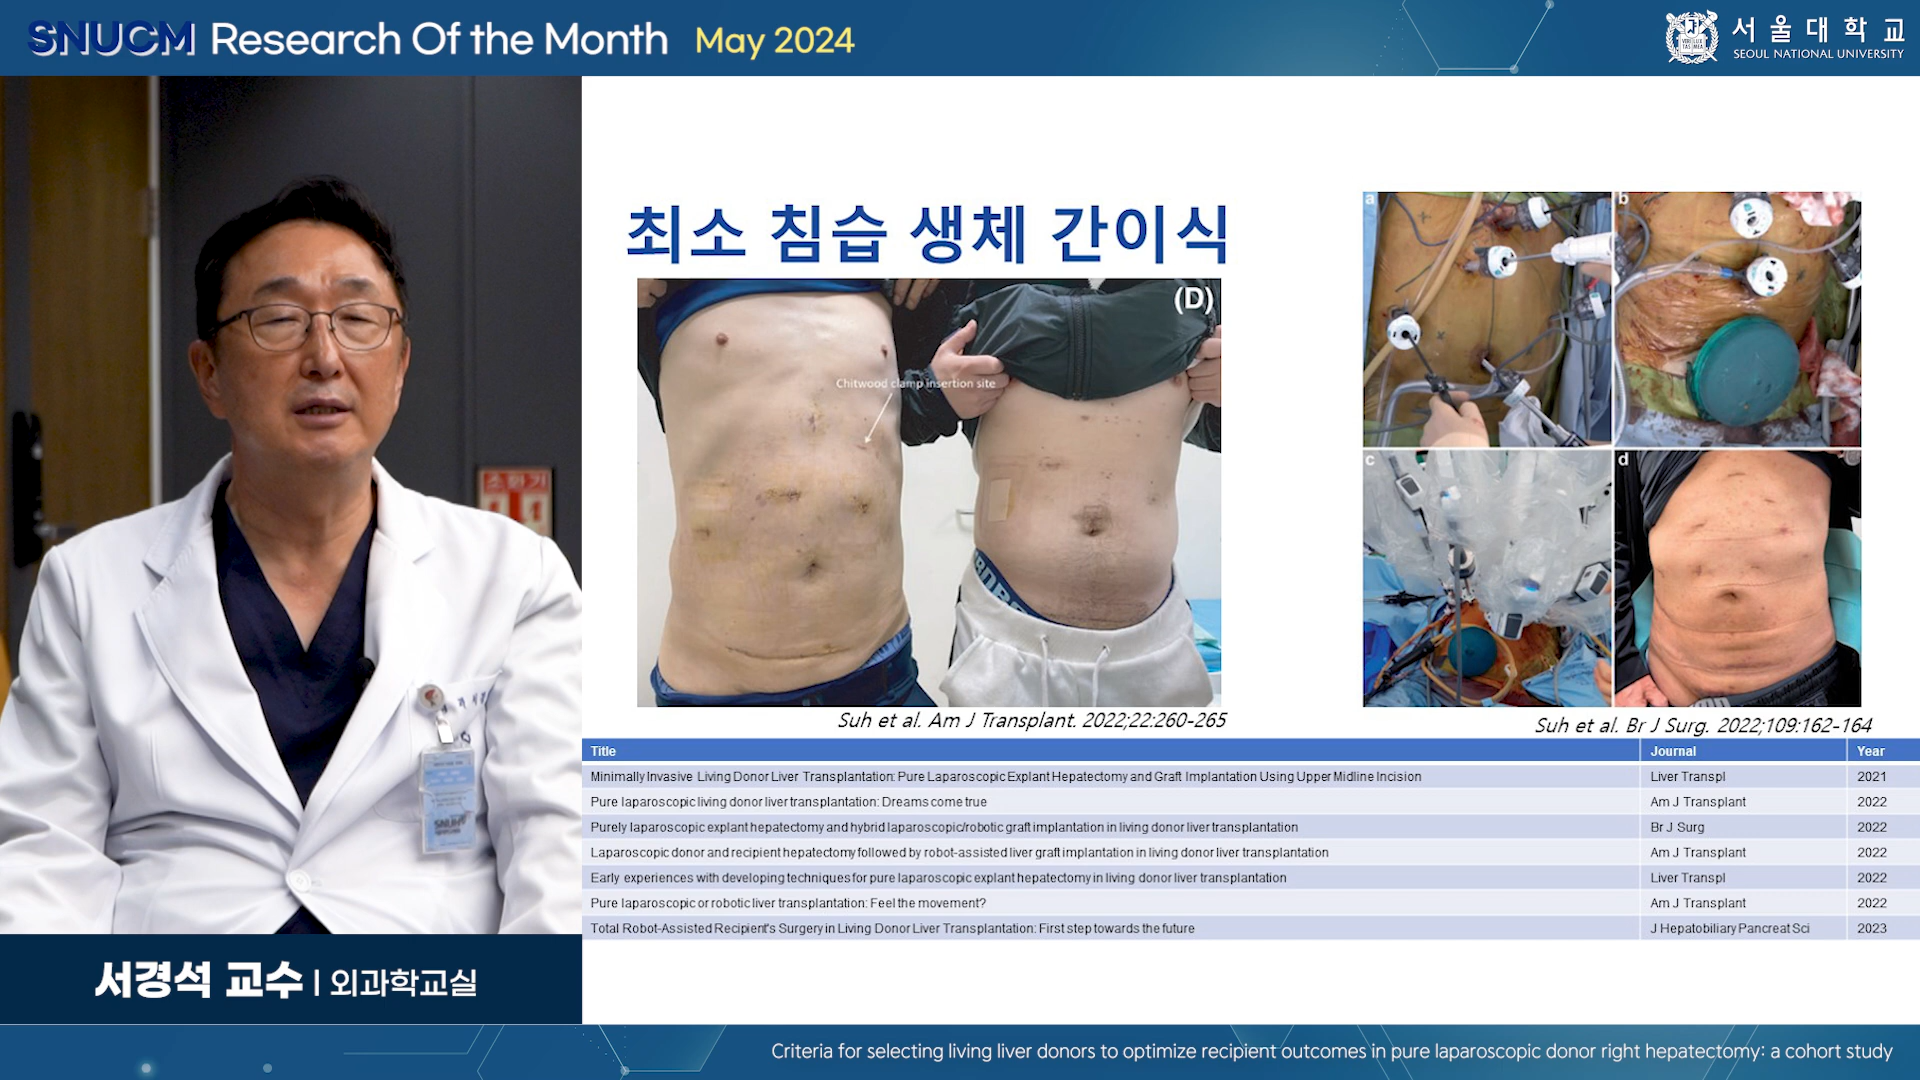 SNUCM Research Of the Month May 2024
서울대학교
SEOUL NATIONAL UNIVERSITY
최소 침습 생체 간이식
(D)
Chitwood clamp insertion site
a
b
c
d
소화기
Suh et al. Am J Transplant. 2022;22:260-265
Suh et al. Br J Surg. 2022;109:162-164
Title Journal Year
Minimally Invasive Living Donor Liver Transplantation: Pure Laparoscopic Explant Hepatectomy and Graft Implantation Using Upper Midline Incision Liver Transpl 2021
Pure laparoscopic living donor liver transplantation: Dreams come true Am J Transplant 2022
Purely laparoscopic explant hepatectomy and hybrid laparoscopic/robotic graft implantation in living donor liver transplantation Br J Surg 2022
Laparoscopic donor and recipient hepatectomy followed by robot-assisted liver graft implantation in living donor liver transplantation Am J Transplant 2022
Early experiences with developing techniques for pure laparoscopic explant hepatectomy in living donor liver transplantation Liver Transpl 2022
Pure laparoscopic or robotic liver transplantation: Feel the movement? Am J Transplant 2022
Total Robot-Assisted Recipient's Surgery in Living Donor Liver Transplantation: First step towards the future J Hepatobiliary Pancreat Sci 2023
서경석 교수 | 외과학교실
Criteria for selecting living liver donors to optimize recipient outcomes in pure laparoscopic donor right hepatectomy: a cohort study